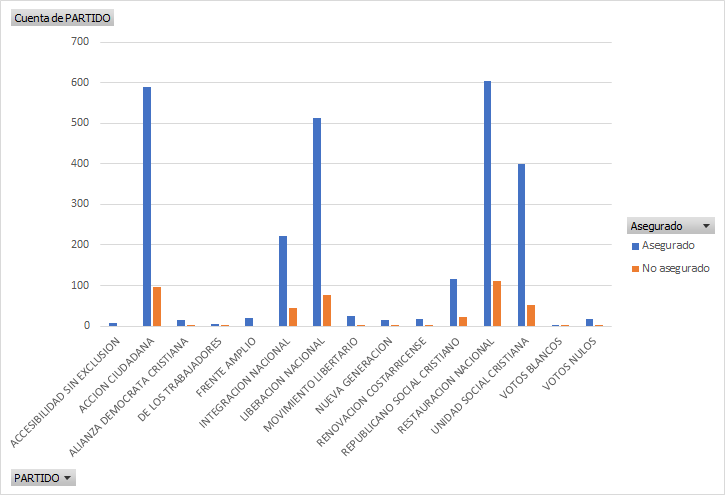 Cuenta de PARTIDO
700
600
500
400
300
200
100
0
ACCESIBILIDAD SIN EXCLUSION
ACCION CIUDADANA
ALIANZA DEMOCRATA CRISTIANA
DE LOS TRABAJADORES
FRENTE AMPLIO
INTEGRACION NACIONAL
LIBERACION NACIONAL
MOVIMIENTO LIBERTARIO
NUEVA GENERACION
RENOVACION COSTARRICENSE
REPUBLICANO SOCIAL CRISTIANO
RESTAURACION NACIONAL
UNIDAD SOCIAL CRISTIANA
VOTOS BLANCOS
VOTOS NULOS
Asegurado
Asegurado
No asegurado
PARTIDO